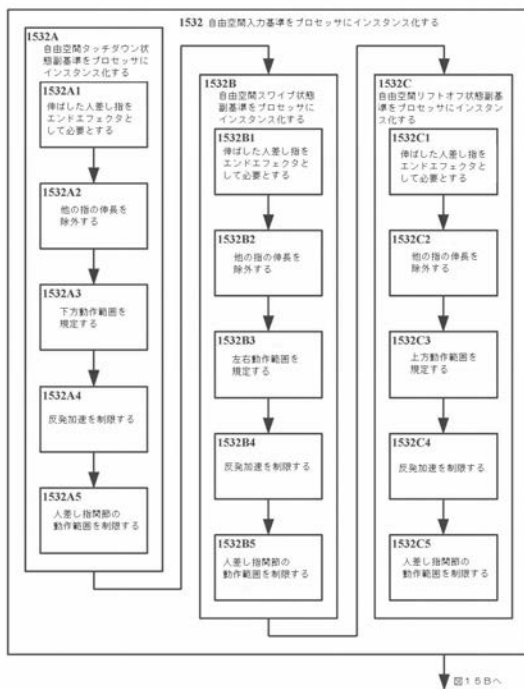 1532 自由空間入力基準をプロセッサにインスタンス化する
1532A
自由空間タッチダウン状
態副基準をプロセッサに
インスタンス化する
1532A1
伸ばした人差し指を
エンドエフェクタと
して必要とする
1532A2
他の指の伸長を
除外する
1532A3
下方動作範囲を
規定する
1532A4
反発加速を制限する
1532A5
人差し指関節の
動作範囲を制限する
1532B
自由空間スワイプ状態
副基準をプロセッサに
インスタンス化する
1532B1
伸ばした人差し指を
エンドエフェクタと
して必要とする
1532B2
他の指の伸長を
除外する
1532B3
左右動作範囲を
規定する
1532B4
反発加速を制限する
1532B5
人差し指関節の
動作範囲を制限する
1532C
自由空間リフトオフ状態副基
準をプロセッサにインスタン
ス化する
1532C1
伸ばした人差し指を
エンドエフェクタと
して必要とする
1532C2
他の指の伸長を
除外する
1532C3
上方動作範囲を
規定する
1532C4
反発加速を制限する
1532C5
人差し指関節の
動作範囲を制限する
図15Bへ